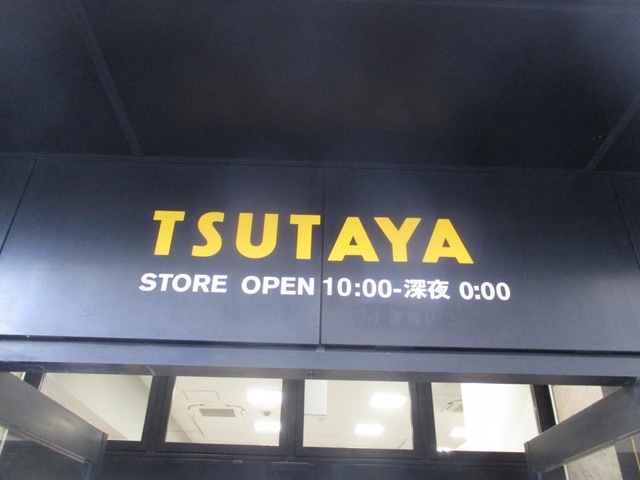 TSUTAYA
STORE OPEN 10:00-深夜 0:00